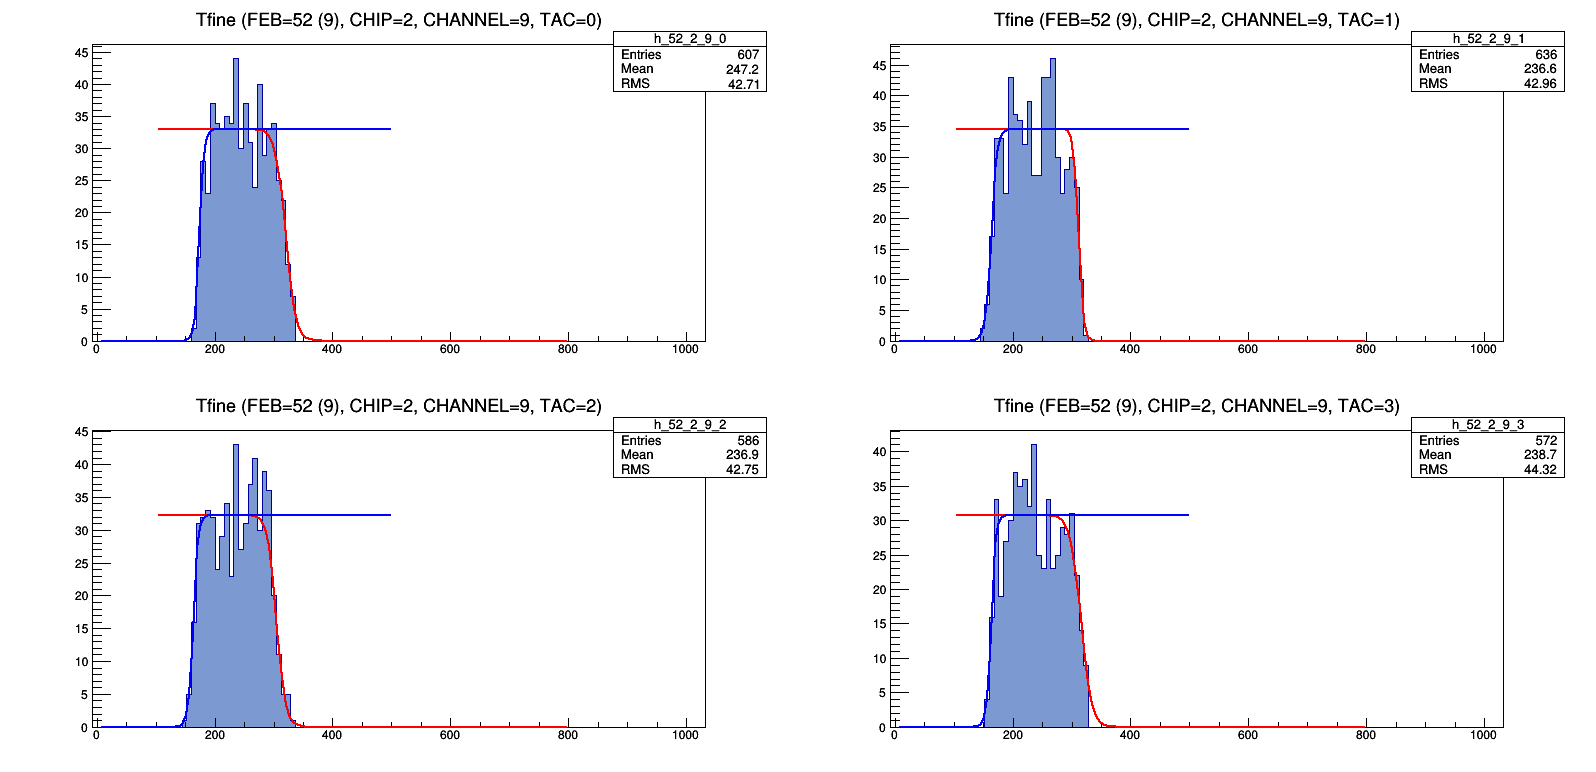 Tfine (FEB=52 (9), CHIP=2, CHANNEL=9, TAC=0)
h_52_2_9_0
Entries 607
Mean 247.2
RMS 42.71
45
40
35
30
25
20
15
10
5
0
0 200 400 600 800 1000
Tfine (FEB=52 (9), CHIP=2, CHANNEL=9, TAC=1)
h_52_2_9_1
Entries 636
Mean 236.6
RMS 42.96
45
40
35
30
25
20
15
10
5
0
0 200 400 600 800 1000
Tfine (FEB=52 (9), CHIP=2, CHANNEL=9, TAC=2)
h_52_2_9_2
Entries 586
Mean 236.9
RMS 42.75
45
40
35
30
25
20
15
10
5
0
0 200 400 600 800 1000
Tfine (FEB=52 (9), CHIP=2, CHANNEL=9, TAC=3)
h_52_2_9_3
Entries 572
Mean 238.7
RMS 44.32
40
35
30
25
20
15
10
5
0
0 200 400 600 800 1000